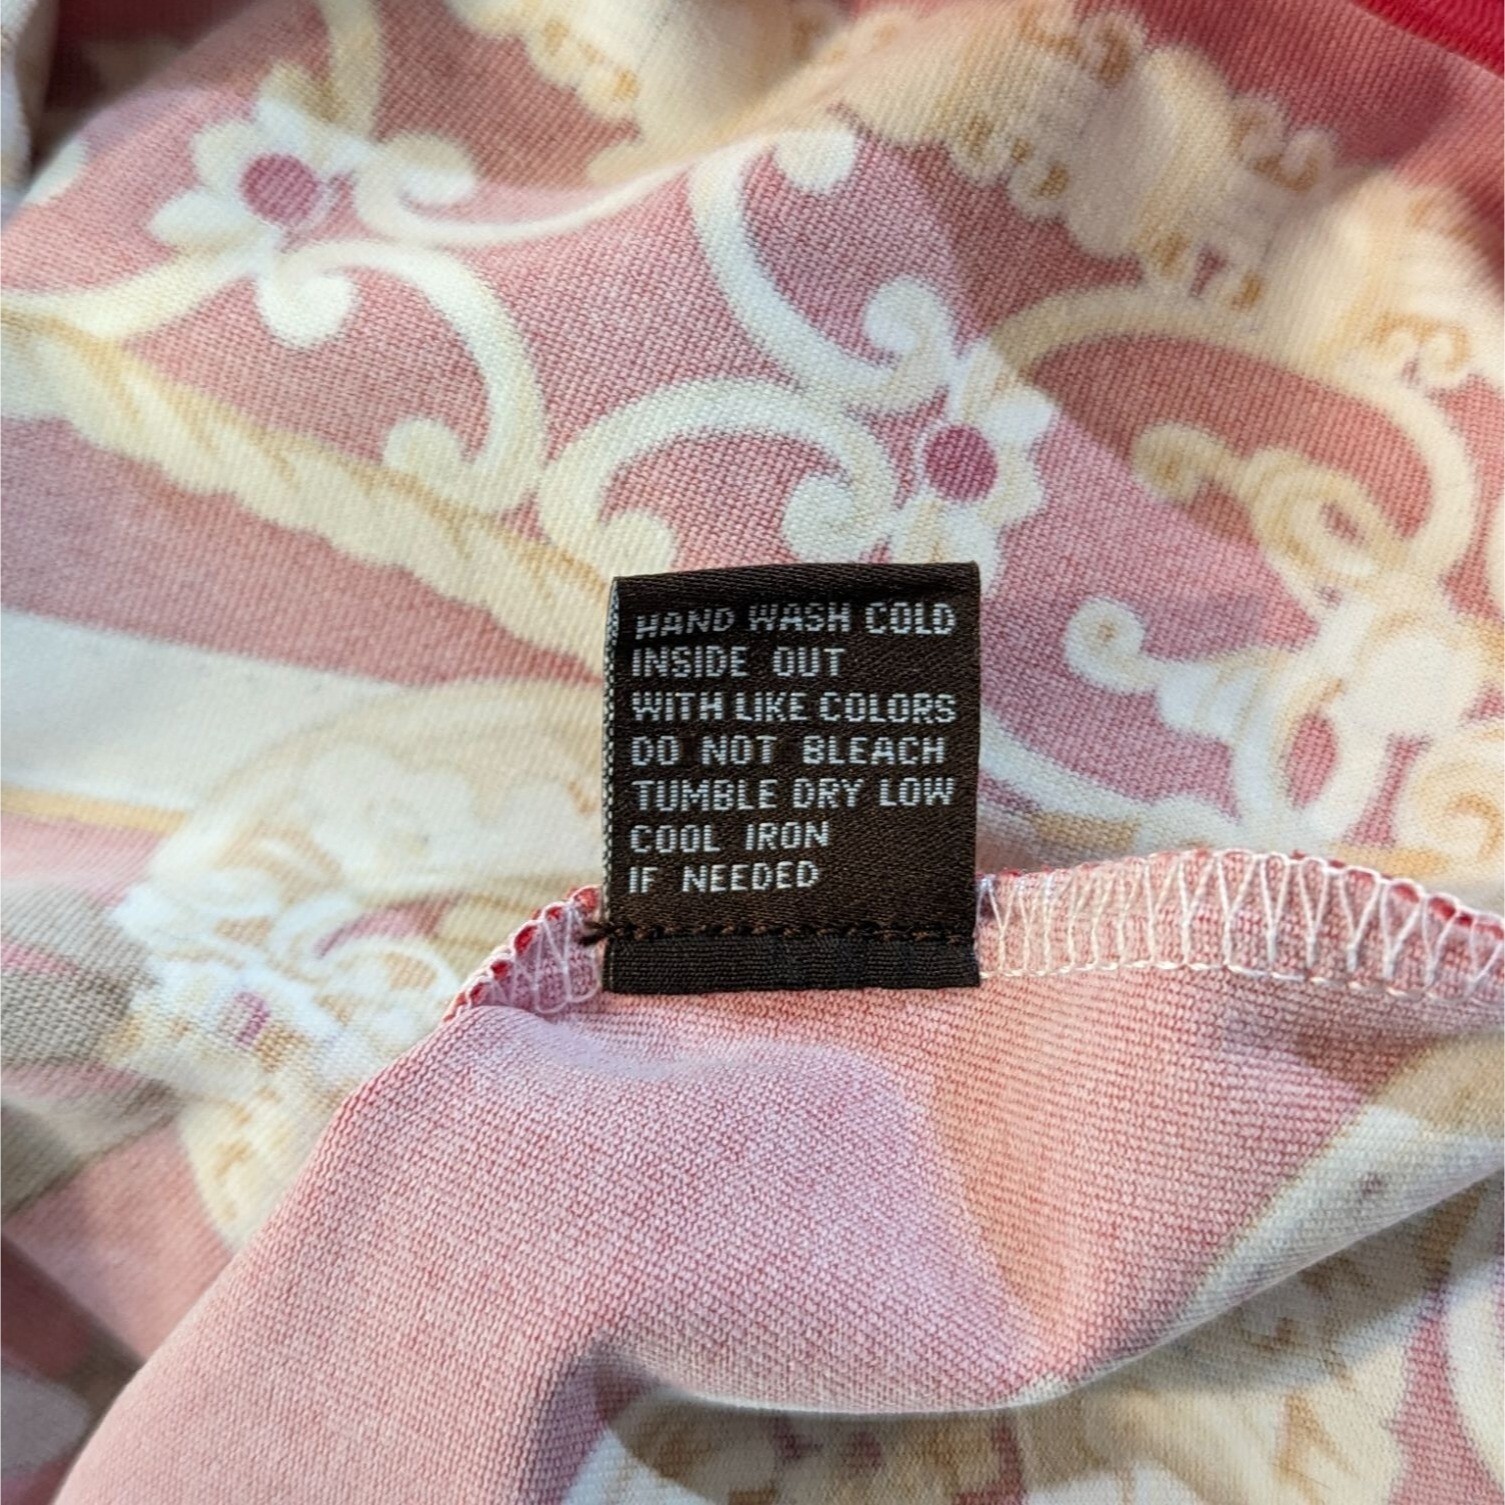 HAND WASH COLD
INSIDE OUT
WITH LIKE COLORS
DO NOT BLEACH
TUMBLE DRY LOW
COOL IRON
IF NEEDED